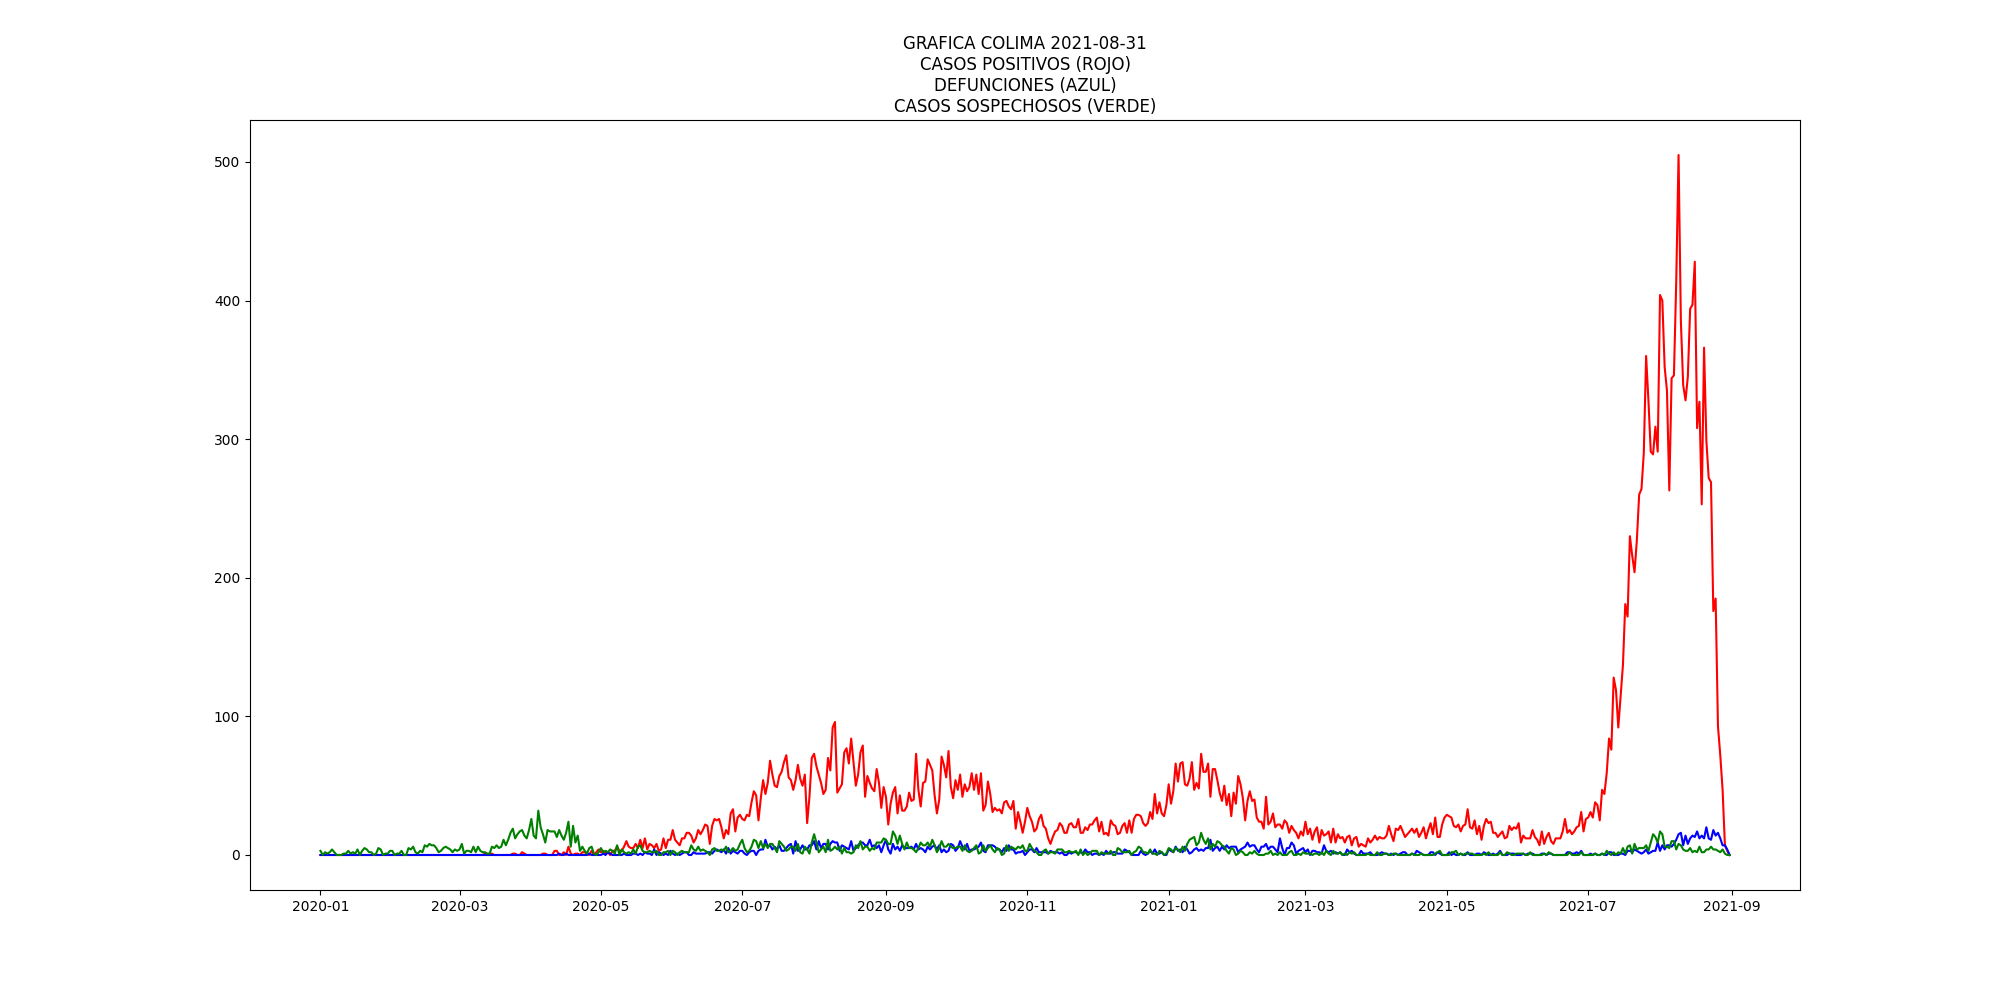 GRAFICA COLIMA 2021-08-31
CASOS POSITIVOS (ROJO)
DEFUNCIONES (AZUL)
CASOS SOSPECHOSOS (VERDE)
500
400
300
200
100
0
2020-01 2020-03 2020-05 2020-07 2020-09 2020-11 2021-01 2021-03 2021-05 2021-07 2021-09